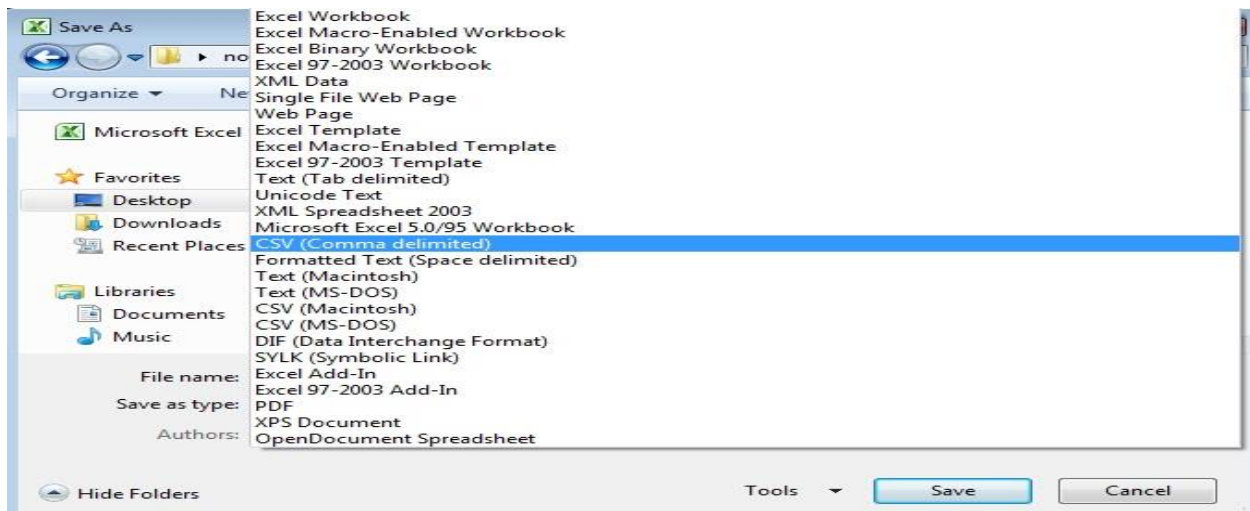 Save As
no
Organize
Ne
Microsoft Excel
Favorites
Desktop
Downloads
Recent Places
Libraries
Documents
Music
Excel Workbook
Excel Macro-Enabled Workbook
Excel Binary Workbook
Excel 97-2003 Workbook
XML Data
Single File Web Page
Web Page
Excel Template
Excel Macro-Enabled Template
Excel 97-2003 Template
Text (Tab delimited)
Unicode Text
XML Spreadsheet 2003
Microsoft Excel 5.0/95 Workbook
CSV (Comma delimited)
Formatted Text (Space delimited)
Text (Macintosh)
Text (MS-DOS)
CSV (Macintosh)
CSV (MS-DOS)
DIF (Data Interchange Format)
SYLK (Symbolic Link)
Excel Add-In
Excel 97-2003 Add-In
PDF
XPS Document
OpenDocument Spreadsheet
File name:
Save as type:
Authors:
Hide Folders
Tools
Save
Cancel